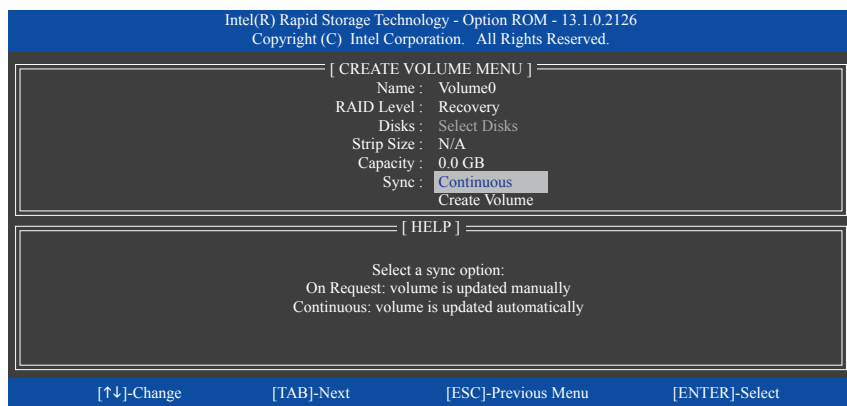 Intel(R) Rapid Storage Technology - Option ROM - 13.1.0.2126
Copyright (C) Intel Corporation. All Rights Reserved.
[ CREATE VOLUME MENU ]
Name : Volume0
RAID Level : Recovery
Disks : Select Disks
Strip Size : N/A
Capacity : 0.0 GB
Sync : Continuous
Create Volume
[ HELP ]
Select a sync option:
On Request: volume is updated manually
Continuous: volume is updated automatically
[↑↓]-Change [TAB]-Next [ESC]-Previous Menu [ENTER]-Select